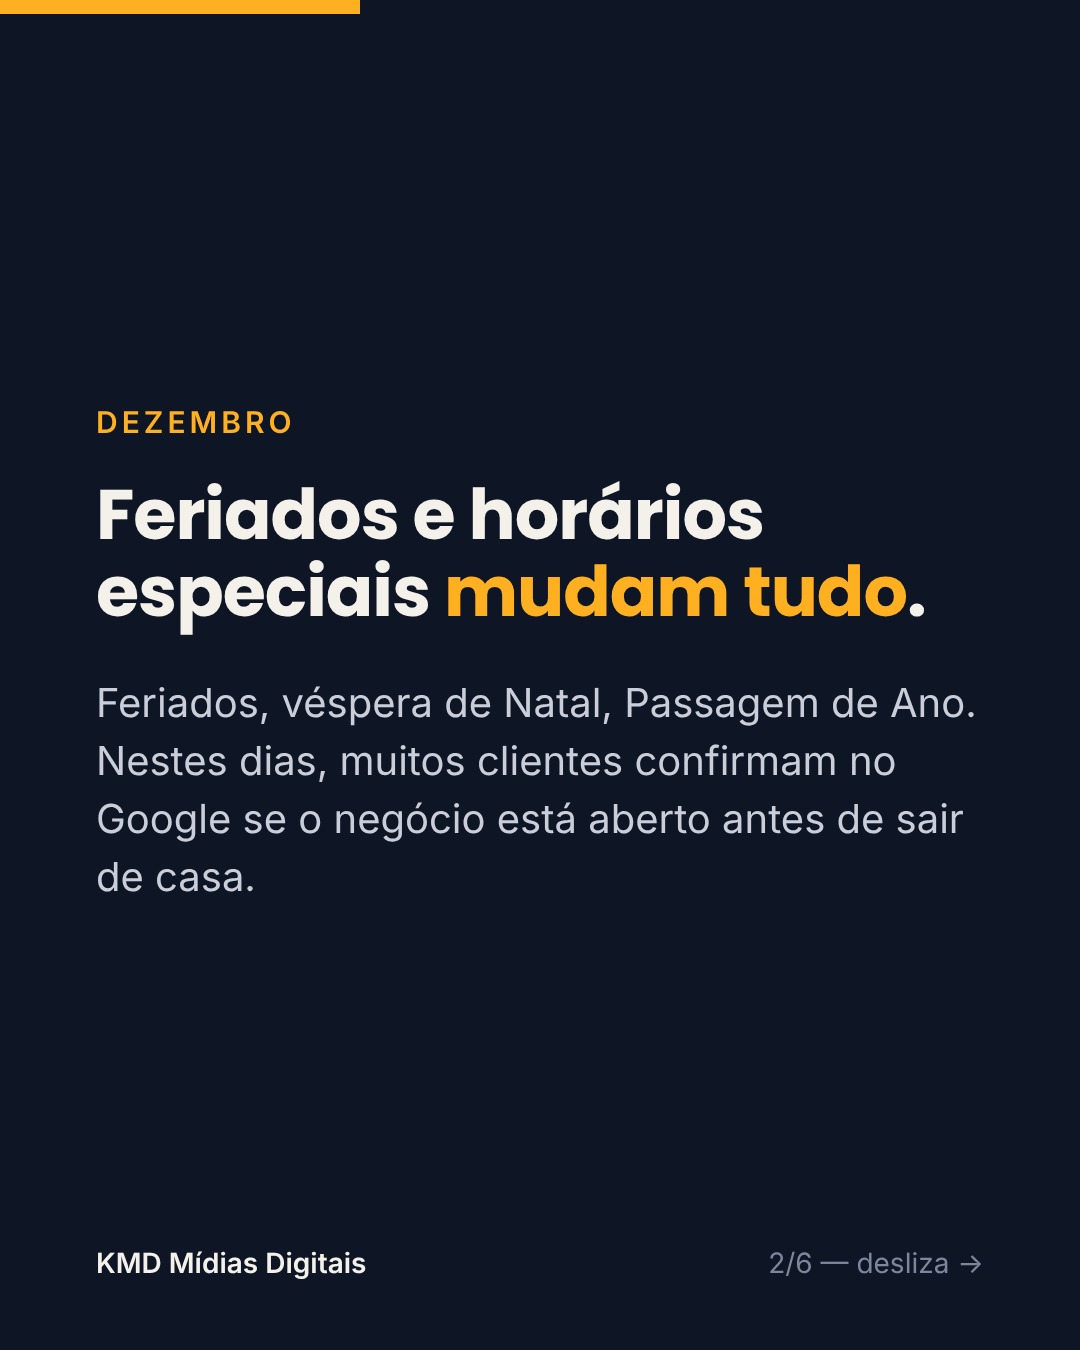 DEZEMBRO
Feriados e horários
especiais mudam tudo.
Feriados, véspera de Natal, Passagem de Ano.
Nestes dias, muitos clientes confirmam no
Google se o negócio está aberto antes de sair
de casa.
KMD Mídias Digitais
2/6 — desliza →